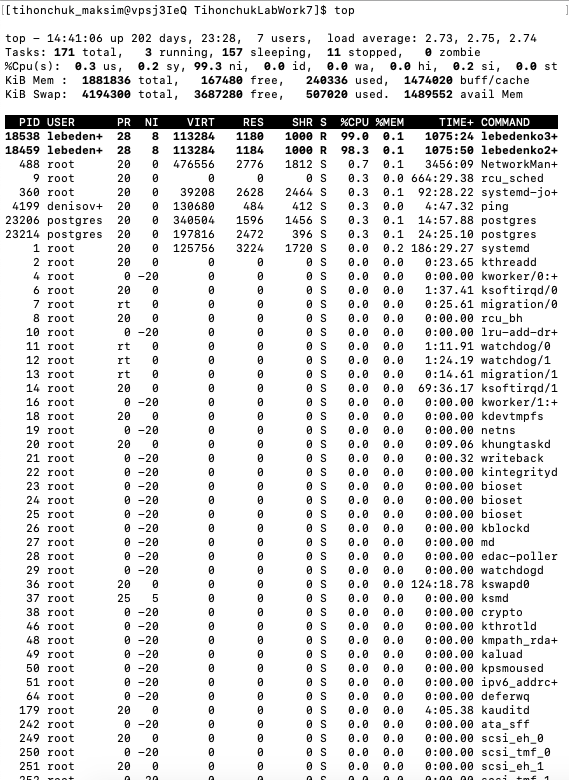 [[tihonchuk_maksim@vpsj3IeQ TihonchukLabWork7]$ top
top - 14:41:06 up 202 days, 23:28,  7 users,  load average: 2.73, 2.75, 2.74
Tasks: 171 total,   3 running, 157 sleeping,  11 stopped,   0 zombie
%Cpu(s):  0.3 us,  0.2 sy, 99.3 ni,  0.0 id,  0.0 wa,  0.0 hi,  0.2 si,  0.0 st
KiB Mem :  1881836 total,   167480 free,   240336 used,  1474020 buff/cache
KiB Swap:  4194300 total,  3687280 free,   507020 used.  1489552 avail Mem
PID USER      PR  NI    VIRT    RES    SHR S  %CPU %MEM     TIME+ COMMAND
18538 lebeden+  28   8  113284   1180   1000 R  99.0  0.1   1075:24 lebedenko3+
18459 lebeden+  28   8  113284   1184   1000 R  98.3  0.1   1075:50 lebedenko2+
488 root      20   0  476556   2776   1812 S   0.7  0.1   3456:09 NetworkMan+
9 root      20   0       0      0      0 S   0.3  0.0 664:29.38 rcu_sched
360 root      20   0   39208   2628   2464 S   0.3  0.1  92:28.22 systemd-jo+
4199 denisov+  20   0  130680    484    412 S   0.3  0.0   4:47.32 ping
23206 postgres  20   0  340504   1596   1456 S   0.3  0.1  14:57.88 postgres
23214 postgres  20   0  197816   2472    396 S   0.3  0.1  24:25.10 postgres
1 root      20   0  125756   3224   1720 S   0.0  0.2 186:29.27 systemd
2 root      20   0       0      0      0 S   0.0  0.0   0:23.65 kthreadd
4 root       0 -20       0      0      0 S   0.0  0.0   0:00.00 kworker/0:+
6 root      20   0       0      0      0 S   0.0  0.0   1:37.41 ksoftirqd/0
7 root      rt   0       0      0      0 S   0.0  0.0   0:25.61 migration/0
8 root      20   0       0      0      0 S   0.0  0.0   0:00.00 rcu_bh
10 root       0 -20       0      0      0 S   0.0  0.0   0:00.00 lru-add-dr+
11 root      rt   0       0      0      0 S   0.0  0.0   1:11.91 watchdog/0
12 root      rt   0       0      0      0 S   0.0  0.0   1:24.19 watchdog/1
13 root      rt   0       0      0      0 S   0.0  0.0   0:14.61 migration/1
14 root      20   0       0      0      0 S   0.0  0.0  69:36.17 ksoftirqd/1
16 root       0 -20       0      0      0 S   0.0  0.0   0:00.00 kworker/1:+
18 root      20   0       0      0      0 S   0.0  0.0   0:00.00 kdevtmpfs
19 root       0 -20       0      0      0 S   0.0  0.0   0:00.00 netns
20 root      20   0       0      0      0 S   0.0  0.0   0:09.06 khungtaskd
21 root       0 -20       0      0      0 S   0.0  0.0   0:00.32 writeback
22 root       0 -20       0      0      0 S   0.0  0.0   0:00.00 kintegrityd
23 root       0 -20       0      0      0 S   0.0  0.0   0:00.00 bioset
24 root       0 -20       0      0      0 S   0.0  0.0   0:00.00 bioset
25 root       0 -20       0      0      0 S   0.0  0.0   0:00.00 bioset
26 root       0 -20       0      0      0 S   0.0  0.0   0:00.00 kblockd
27 root       0 -20       0      0      0 S   0.0  0.0   0:00.00 md
28 root       0 -20       0      0      0 S   0.0  0.0   0:00.00 edac-poller
29 root       0 -20       0      0      0 S   0.0  0.0   0:00.00 watchdogd
36 root      20   0       0      0      0 S   0.0  0.0 124:18.78 kswapd0
37 root      25   5       0      0      0 S   0.0  0.0   0:00.00 ksmd
38 root       0 -20       0      0      0 S   0.0  0.0   0:00.00 crypto
46 root       0 -20       0      0      0 S   0.0  0.0   0:00.00 kthrotld
48 root       0 -20       0      0      0 S   0.0  0.0   0:00.00 kmpath_rda+
49 root       0 -20       0      0      0 S   0.0  0.0   0:00.00 kaluad
50 root       0 -20       0      0      0 S   0.0  0.0   0:00.00 kpsmoused
51 root       0 -20       0      0      0 S   0.0  0.0   0:00.00 ipv6_addrc+
64 root       0 -20       0      0      0 S   0.0  0.0   0:00.00 deferwq
179 root      20   0       0      0      0 S   0.0  0.0   4:05.38 kauditd
242 root       0 -20       0      0      0 S   0.0  0.0   0:00.00 ata_sff
249 root      20   0       0      0      0 S   0.0  0.0   0:00.00 scsi_eh_0
250 root       0 -20       0      0      0 S   0.0  0.0   0:00.00 scsi_tmf_0
251 root      20   0       0      0      0 S   0.0  0.0   0:00.00 scsi_eh_1
252 root       0 -20       0      0      0 S   0.0  0.0   0:00.00 scsi_tmf_1